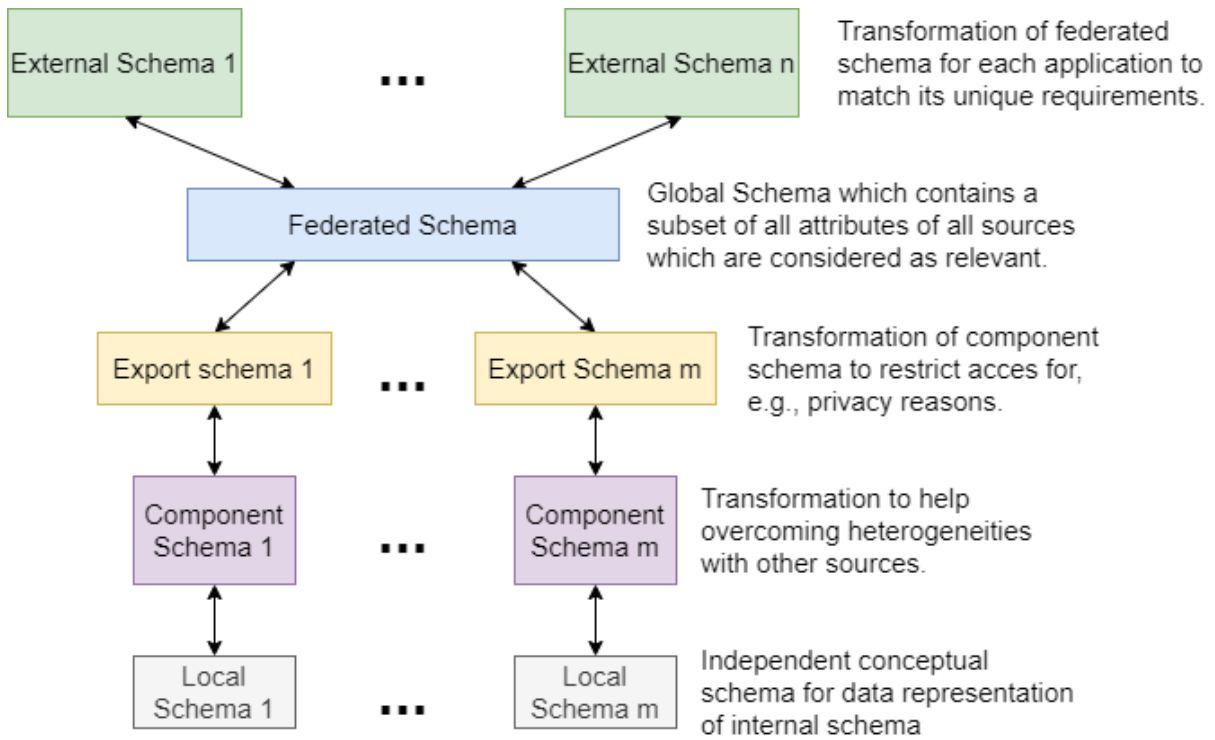 External Schema 1
...
External Schema n
Transformation of federated
schema for each application to
match its unique requirements.
Federated Schema
Global Schema which contains a
subset of all attributes of all sources
which are considered as relevant.
Export schema 1
...
Export Schema m
Transformation of component
schema to restrict acces for,
e.g., privacy reasons.
Component
Schema 1
...
Component
Schema m
Transformation to help
overcoming heterogeneities
with other sources.
Local
Schema 1
...
Local
Schema m
Independent conceptual
schema for data representation
of internal schema